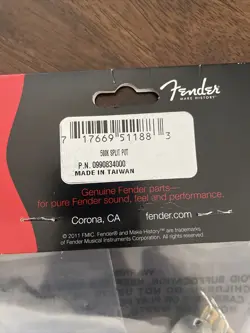 Fender
MAKE HISTORY™
7 17669 51188 3
500K SPLIT POT
P.N. 0990834000
MADE IN TAIWAN
Genuine Fender parts—
for pure Fender sound, feel and performance.
Corona, CA
fender.com
© 2011 FMIC. Fender® and Make History™ are trademarks
of Fender Musical Instruments Corporation. All rights reserved.